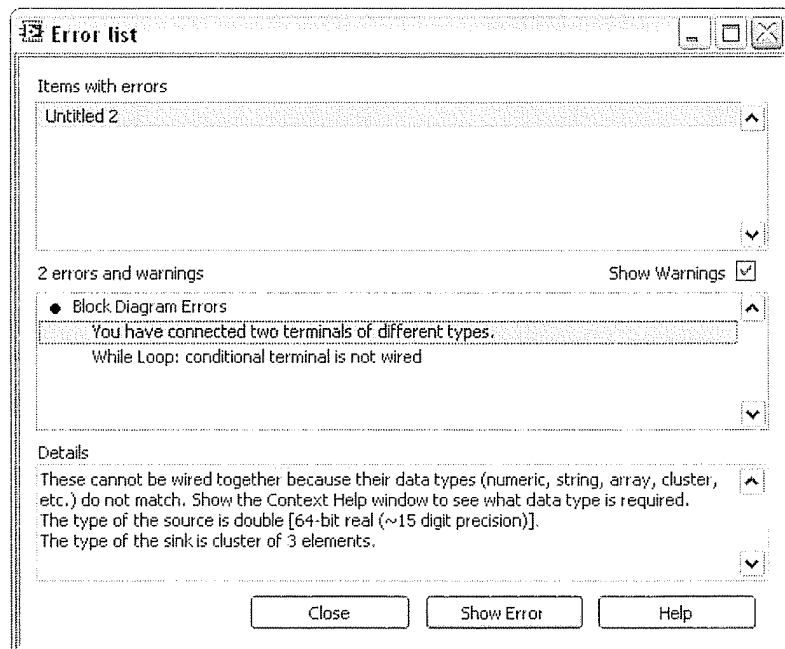 Error list
Items with errors
Untitled 2
2 errors and warnings Show Warnings
Block Diagram Errors
You have connected two terminals of different types.
While Loop: conditional terminal is not wired
Details
These cannot be wired together because their data types (numeric, string, array, cluster,
etc.) do not match. Show the Context Help window to see what data type is required.
The type of the source is double [64-bit real (~15 digit precision)].
The type of the sink is cluster of 3 elements.
Close Show Error Help